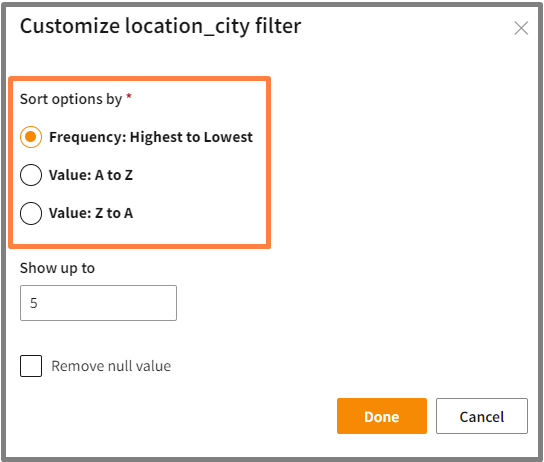 Customize location_city filter
Sort options by *
Frequency: Highest to Lowest
Value: A to Z
Value: Z to A
Show up to
5
Remove null value
Done
Cancel